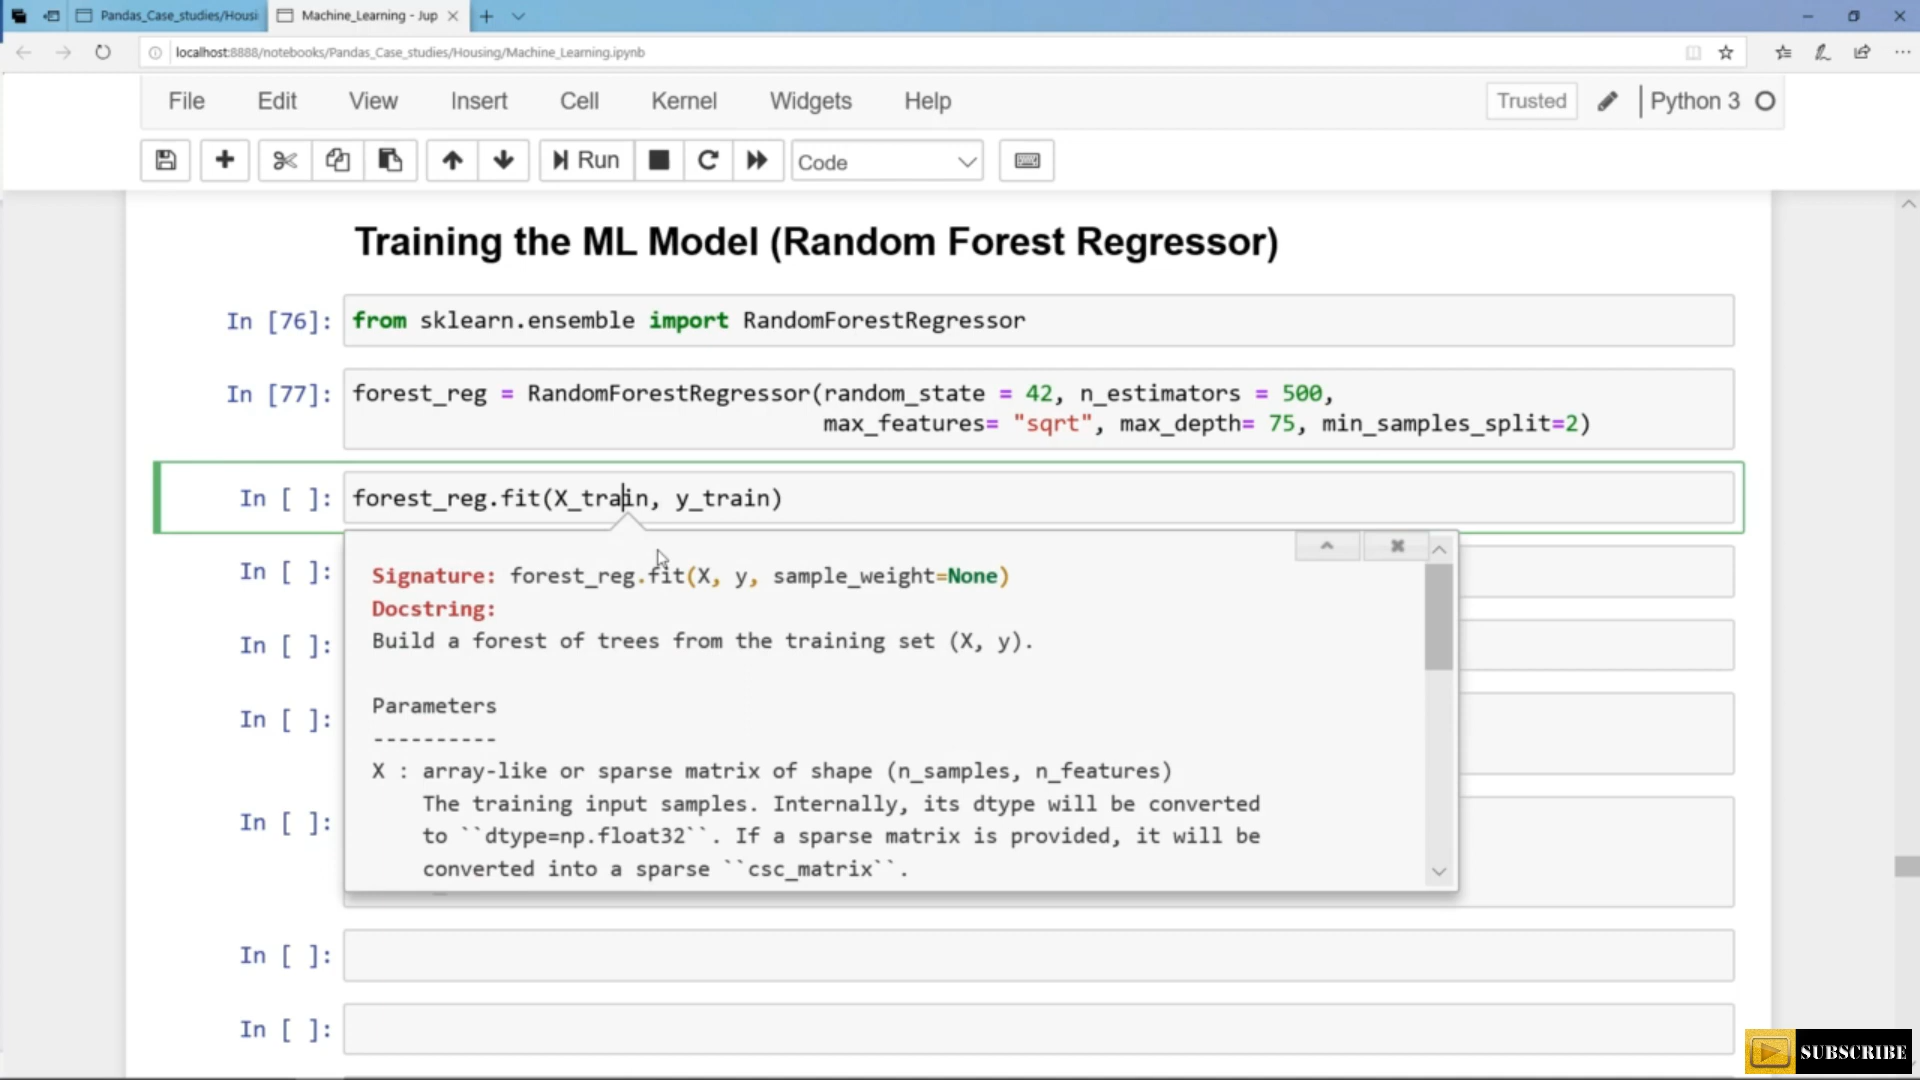 Pandas_Case_studies/Housi
Machine_Learning - Jup
localhost:8888/notebooks/Pandas_Case_studies/Housing/Machine_Learning.ipynb
File Edit View Insert Cell Kernel Widgets Help
Trusted Python 3
Run Code
Training the ML Model (Random Forest Regressor)
In [76]: from sklearn.ensemble import RandomForestRegressor
In [77]: forest_reg = RandomForestRegressor(random_state = 42, n_estimators = 500,
max_features= "sqrt", max_depth= 75, min_samples_split=2)
In [ ]: forest_reg.fit(X_train, y_train)
Signature: forest_reg.fit(X, y, sample_weight=None)
In [ ]:
Docstring:
Build a forest of trees from the training set (X, y).
In [ ]:
Parameters
In [ ]:
----------
X : array-like or sparse matrix of shape (n_samples, n_features)
The training input samples. Internally, its dtype will be converted
In [ ]:
to ``dtype=np.float32``. If a sparse matrix is provided, it will be
converted into a sparse ``csc_matrix``.
In [ ]:
In [ ]:
SUBSCRIBE